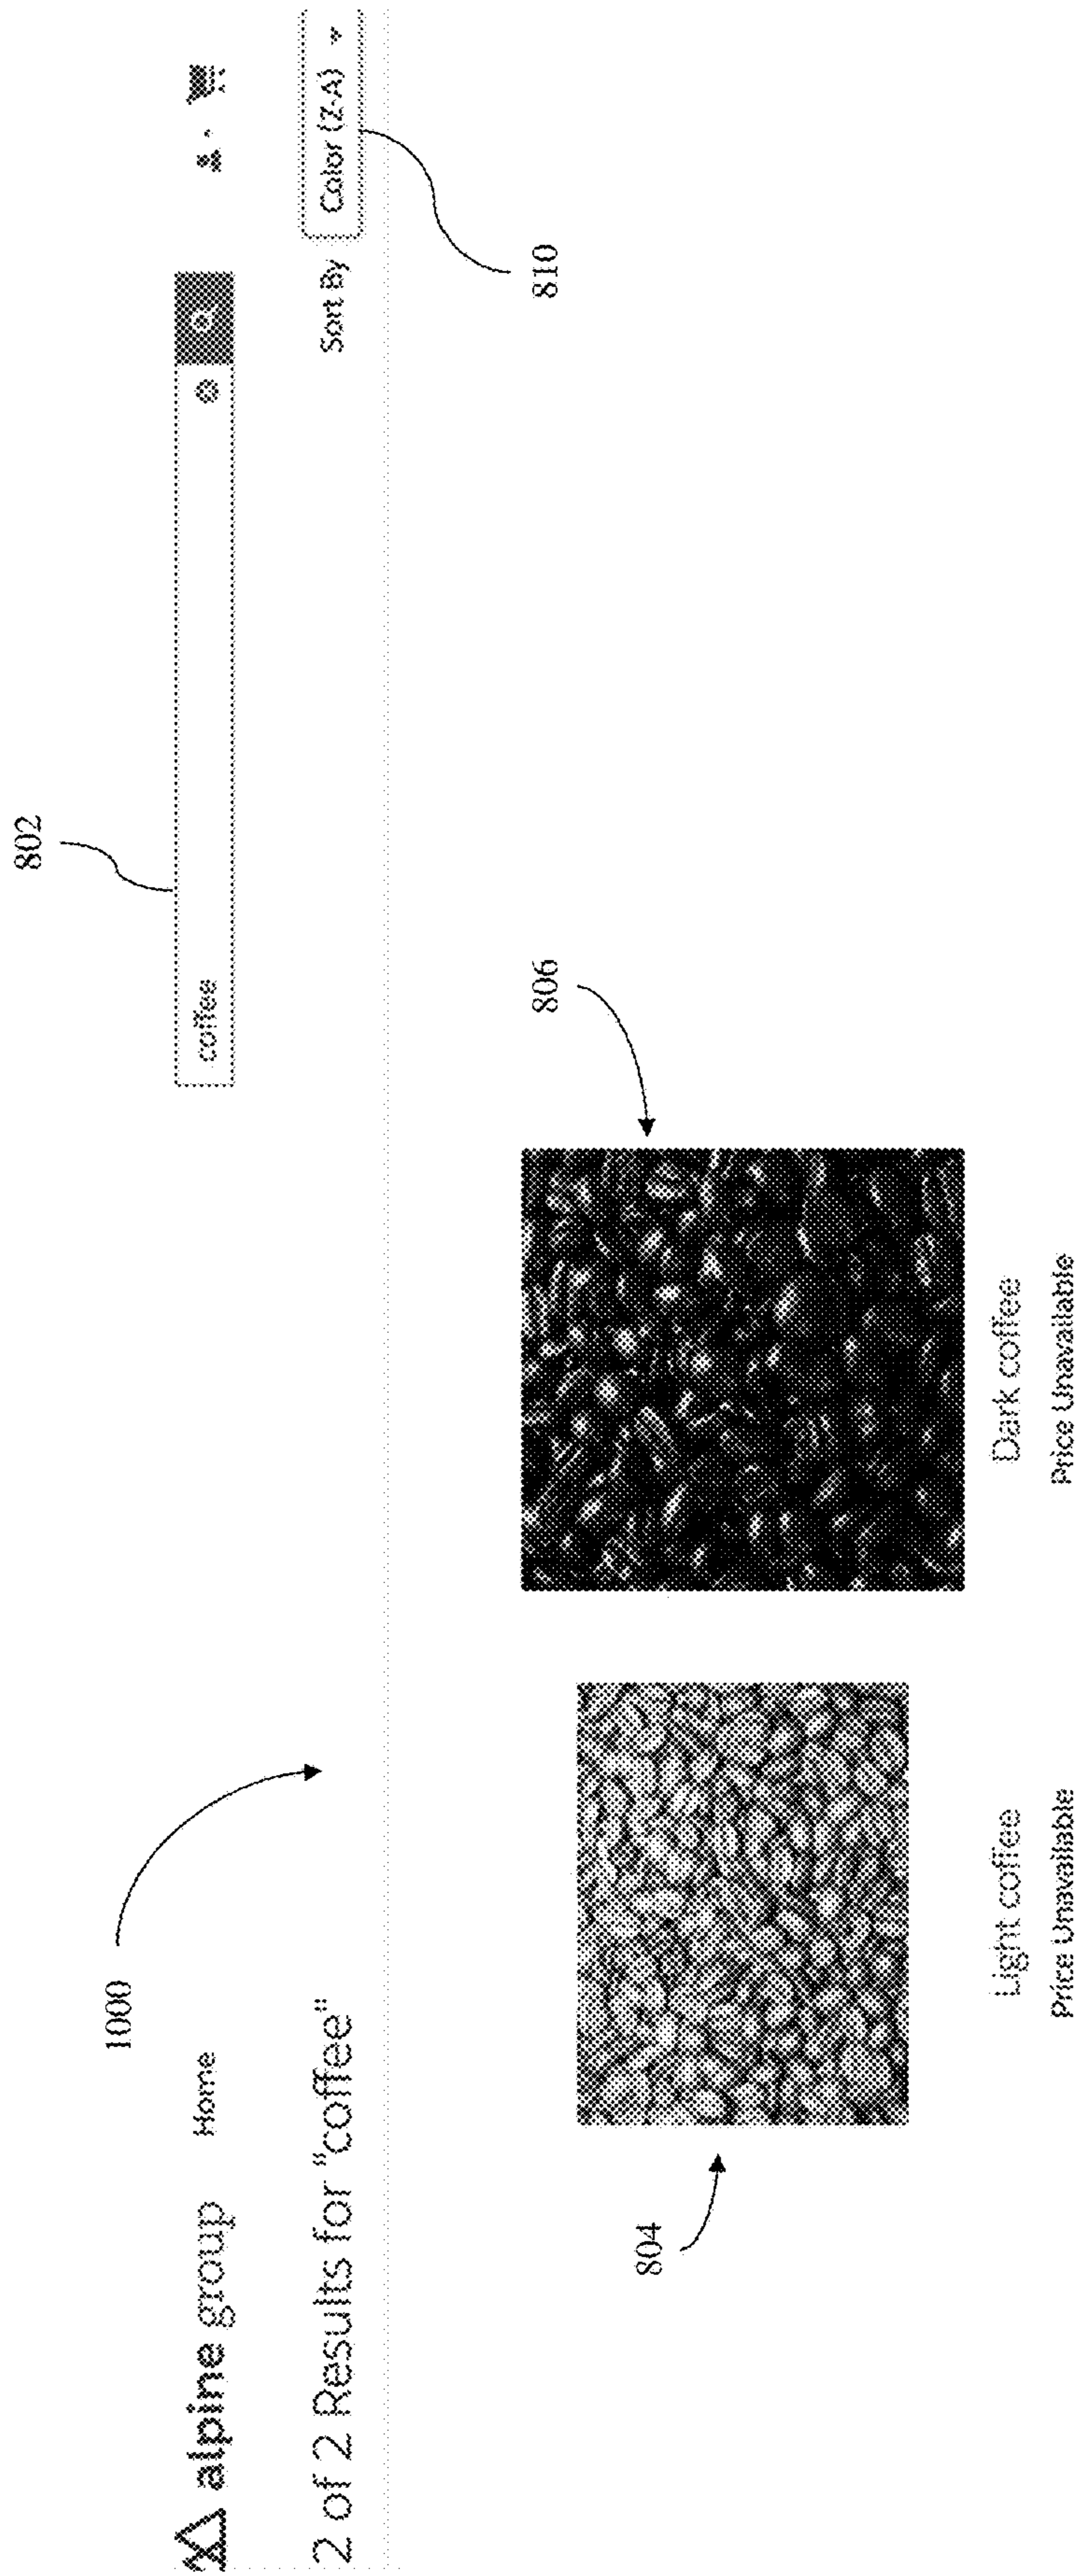 802
1000
alpine group Home coffee
2 of 2 Results for "coffee" Sort By Color (Z-A)
810
806
804
Light coffee Dark coffee
Price Unavailable Price Unavailable